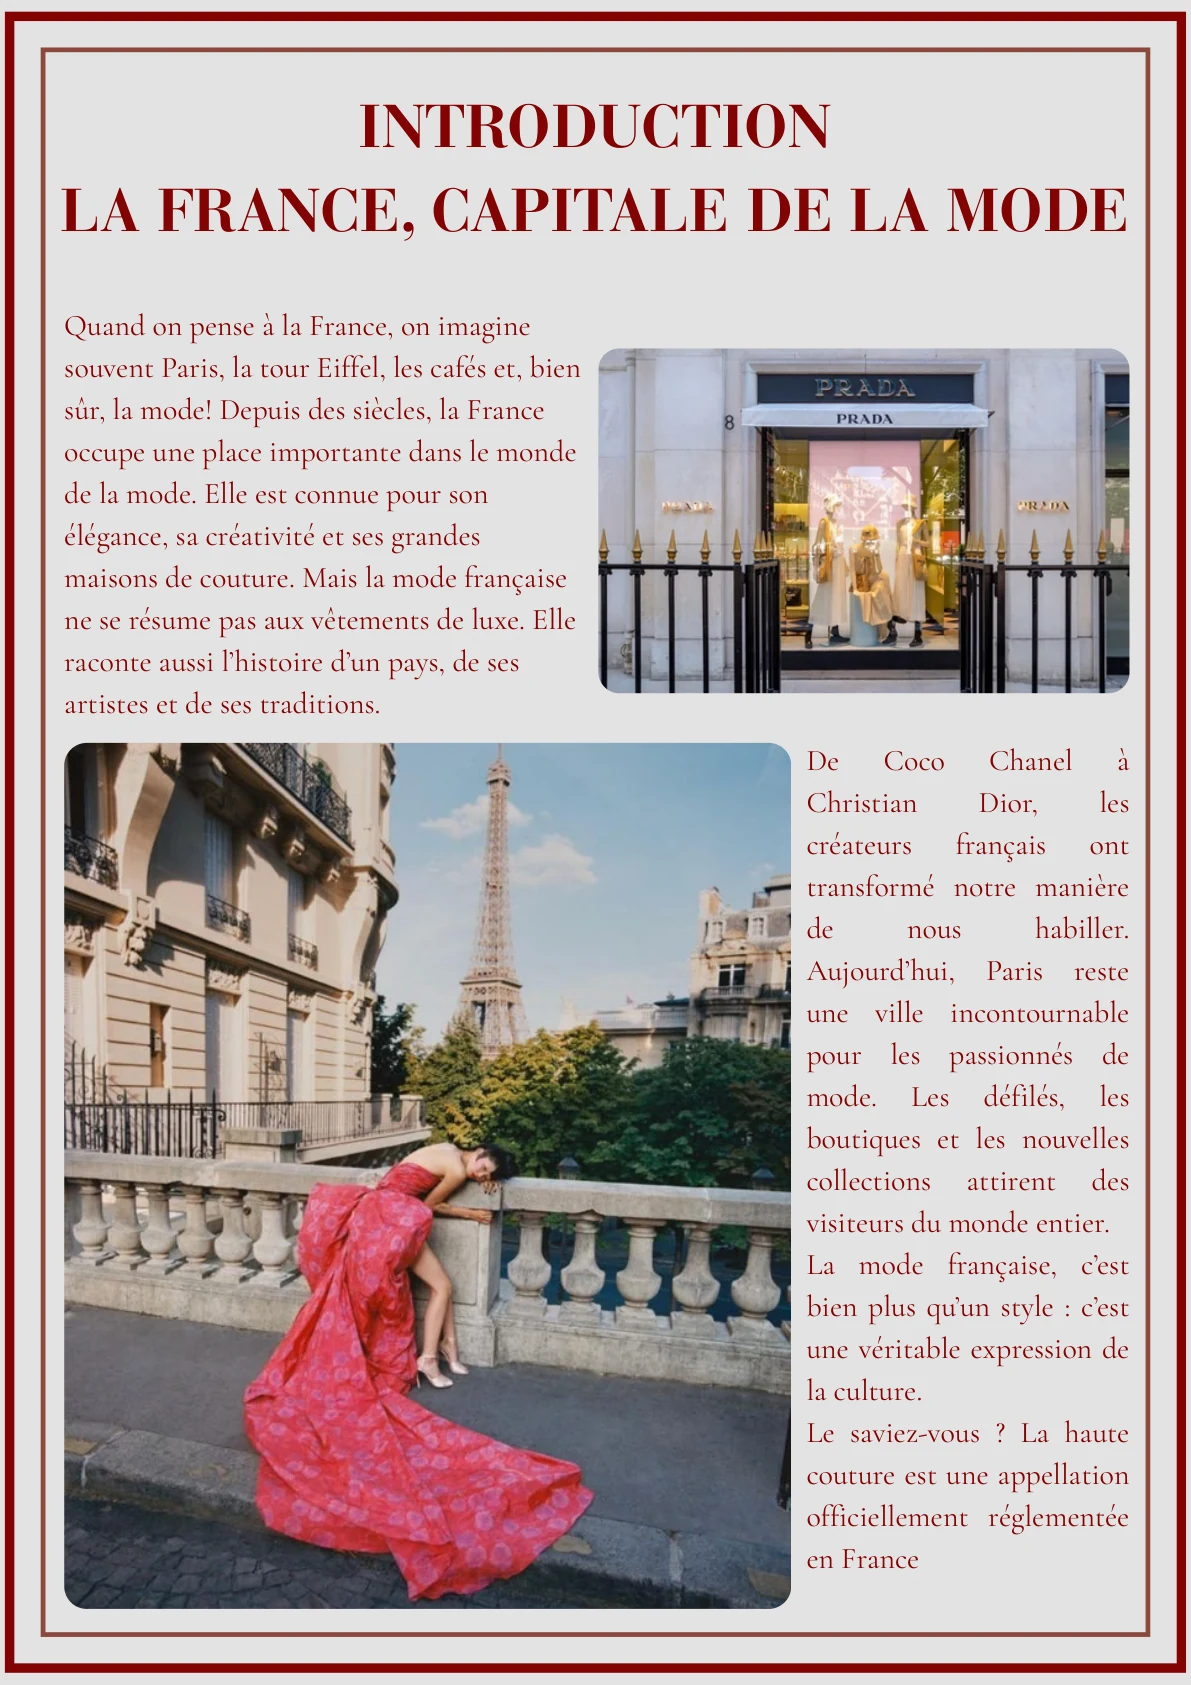 INTRODUCTION
LA FRANCE, CAPITALE DE LA MODE
Quand on pense à la France, on imagine
souvent Paris, la tour Eiffel, les cafés et, bien
sûr, la mode! Depuis des siècles, la France
occupe une place importante dans le monde
de la mode. Elle est connue pour son
élégance, sa créativité et ses grandes
maisons de couture. Mais la mode française
ne se résume pas aux vêtements de luxe. Elle
raconte aussi l’histoire d’un pays, de ses
artistes et de ses traditions.
PRADA
PRADA
8
PRADA
PRADA
De Coco Chanel à
Christian Dior, les
créateurs français ont
transformé notre manière
de nous habiller.
Aujourd’hui, Paris reste
une ville incontournable
pour les passionnés de
mode. Les défilés, les
boutiques et les nouvelles
collections attirent des
visiteurs du monde entier.
La mode française, c’est
bien plus qu’un style : c’est
une véritable expression de
la culture.
Le saviez-vous ? La haute
couture est une appellation
officiellement réglementée
en France